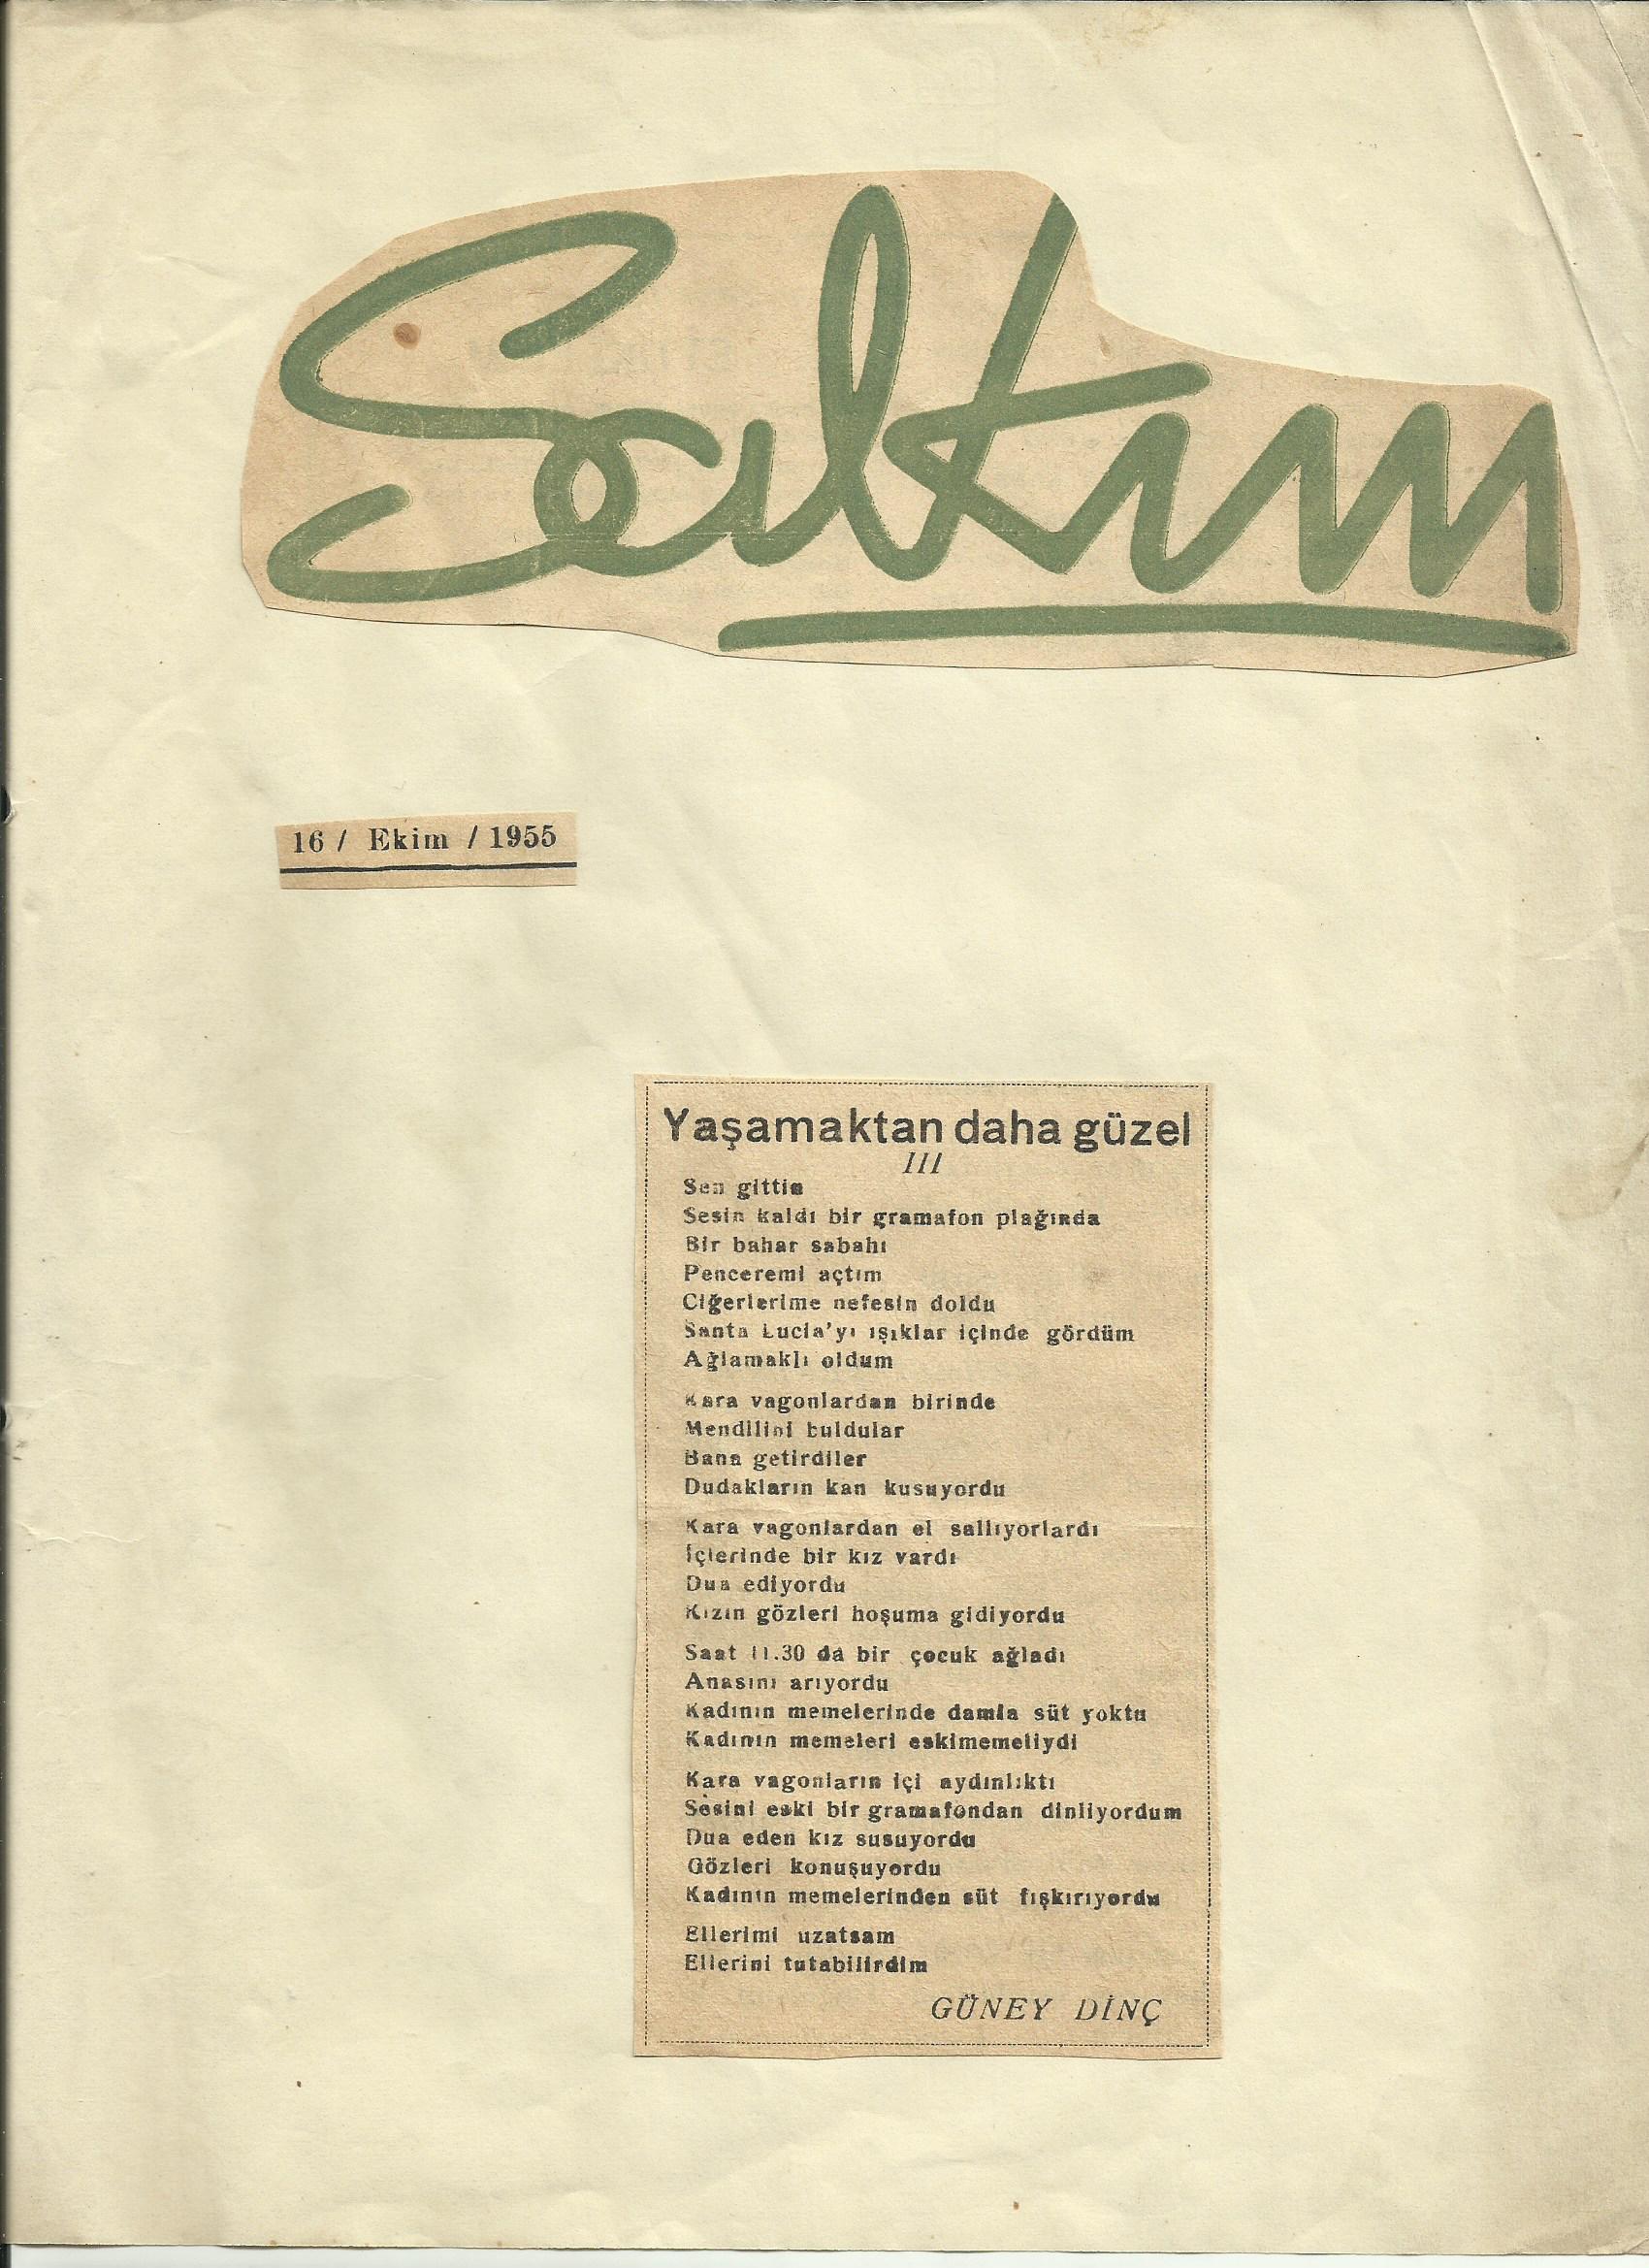 Salkım
16 / Ekim / 1955
Yaşamaktan daha güzel
III
Sen gittin
Sesin kaldı bir gramafon plağında
Bir bahar sabahı
Penceremi açtım
Ciğerlerime nefesin doldu
Santa Lucia'yı ışıklar içinde gördüm
Ağlamaklı oldum
Kara vagonlardan birinde
Mendilini buldular
Bana getirdiler
Dudakların kan kusuyordu
Kara vagonlardan el sallıyorlardı
İçlerinde bir kız vardı
Dua ediyordu
Kızın gözleri hoşuma gidiyordu
Saat 11.30 da bir çocuk ağladı
Anasını arıyordu
Kadının memelerinde damla süt yoktu
Kadının memeleri eskimemeliydi
Kara vagonların içi aydınlıktı
Sesini eski bir gramafondan dinliyordum
Dua eden kız susuyordu
Gözleri konuşuyordu
Kadının memelerinden süt fışkırıyordu
Ellerimi uzatsam
Ellerini tutabilirdim
GÜNEY DİNÇ